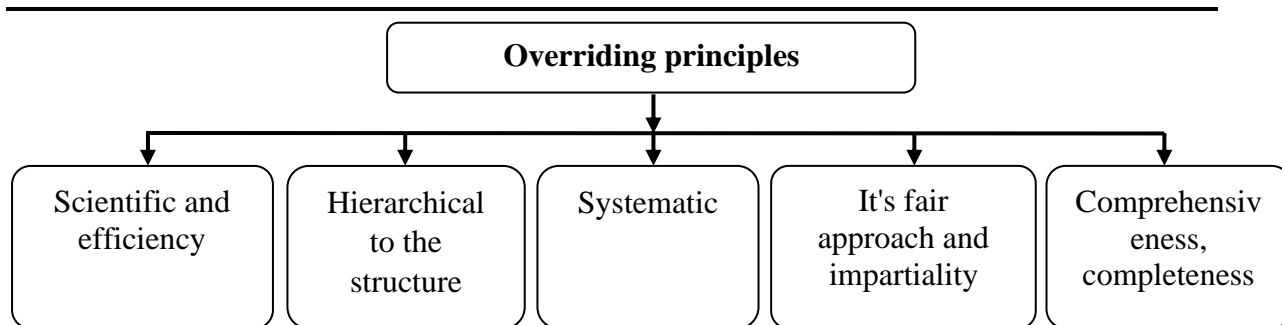 Overriding principles
Scientific and
efficiency
Hierarchical
to the
structure
Systematic
It's fair
approach and
impartiality
Comprehensiv
eness,
completeness